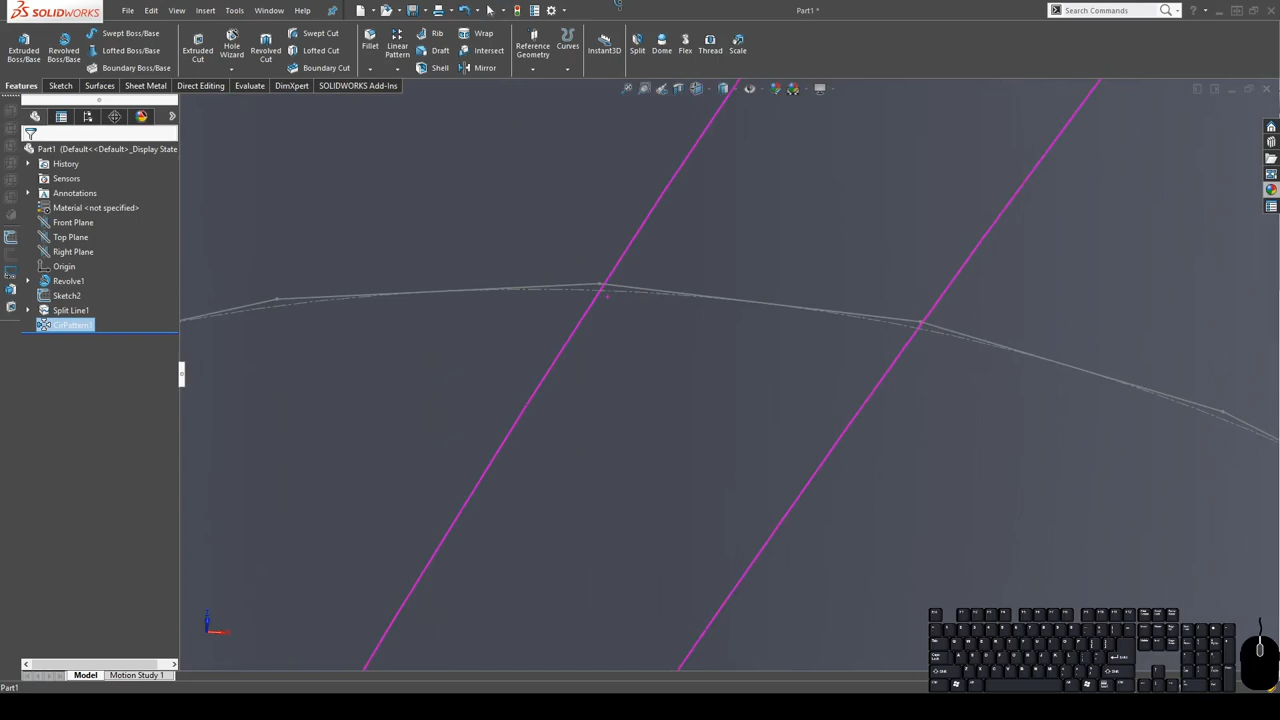 SOLIDWORKS
File Edit View Insert Tools Window Help
Part1 *
Search Commands
Extruded Boss/Base
Revolved Boss/Base
Swept Boss/Base
Lofted Boss/Base
Boundary Boss/Base
Extruded Cut
Hole Wizard
Revolved Cut
Swept Cut
Lofted Cut
Boundary Cut
Fillet
Linear Pattern
Rib
Draft
Shell
Wrap
Intersect
Mirror
Reference Geometry
Curves
Instant3D
Split
Dome
Flex
Thread
Scale
Features Sketch Surfaces Sheet Metal Direct Editing Evaluate DimXpert SOLIDWORKS Add-Ins
Part1 (Default<<Default>_Display State
History
Sensors
Annotations
Material <not specified>
Front Plane
Top Plane
Right Plane
Origin
Revolve1
Sketch2
Split Line1
CirPattern1
Model Motion Study 1
Part1